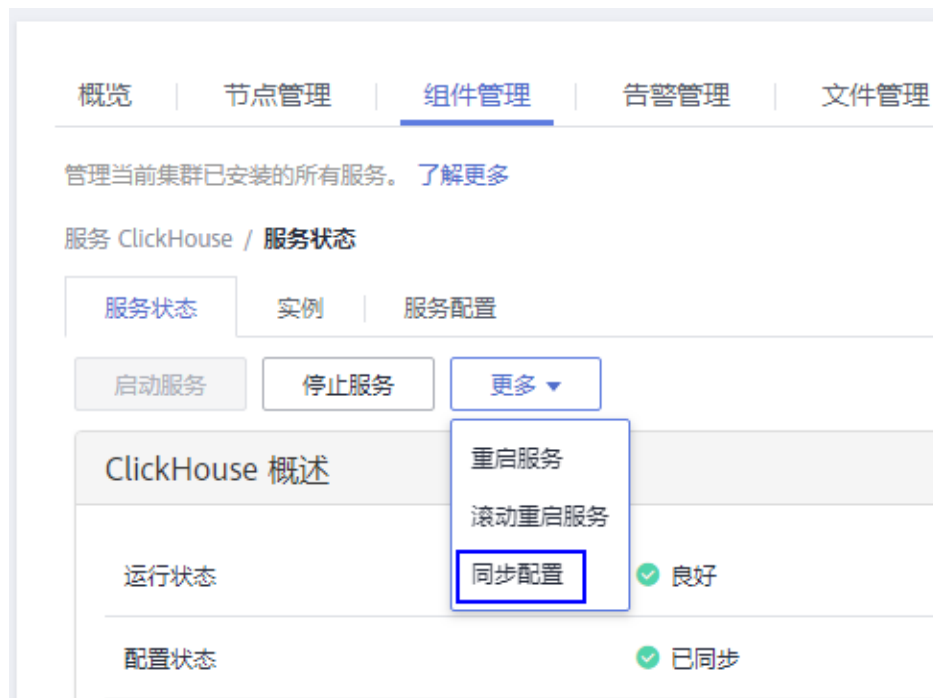 概览 节点管理 组件管理 告警管理 文件管理
管理当前集群已安装的所有服务。 了解更多
服务 ClickHouse / 服务状态
服务状态 实例 服务配置
启动服务 停止服务 更多
重启服务
ClickHouse 概述
滚动重启服务
同步配置
运行状态 良好
配置状态 已同步